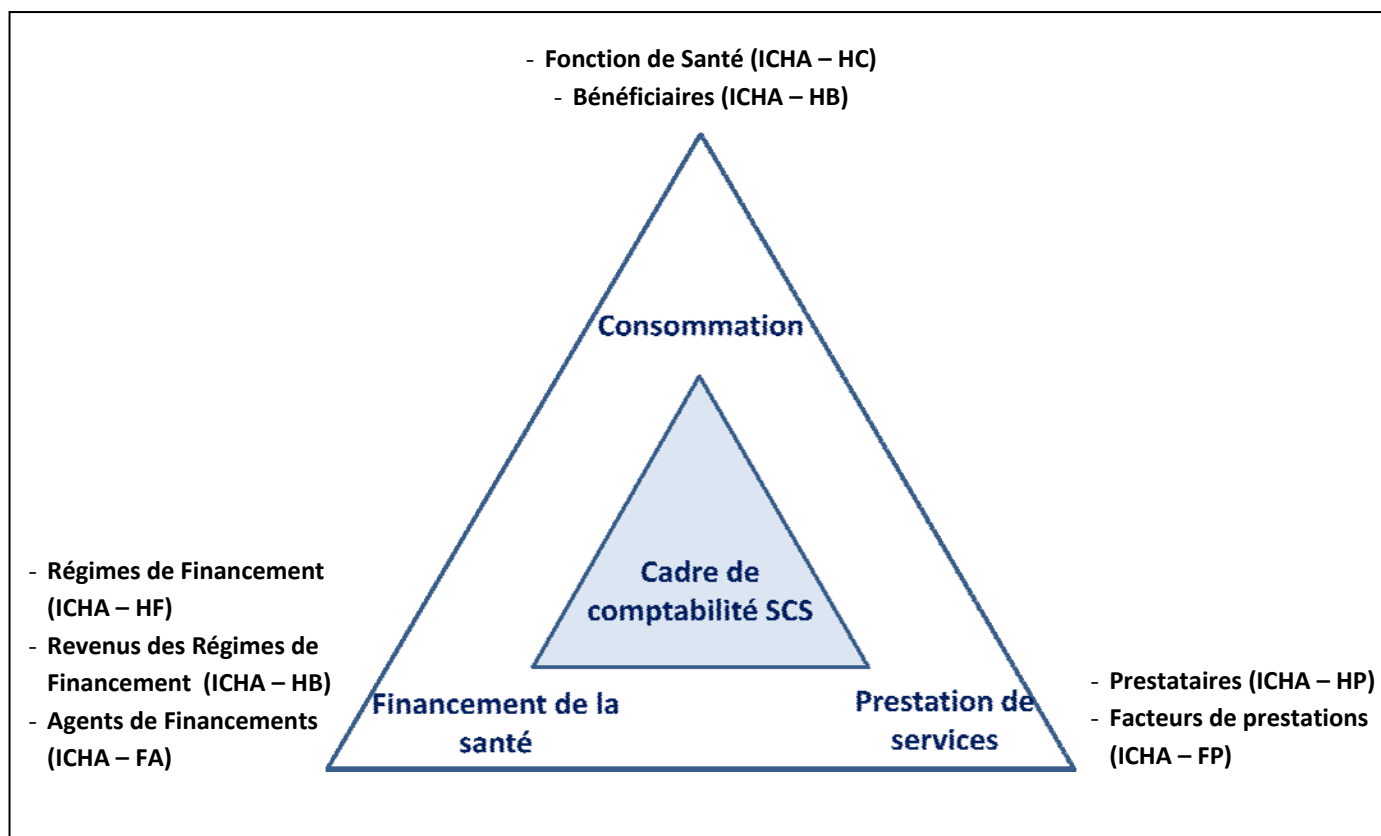 - Fonction de Santé (ICHA – HC)
- Bénéficiaires (ICHA – HB)
Consommation
Cadre de
comptabilité SCS
- Régimes de Financement
(ICHA – HF)
- Revenus des Régimes de
Financement (ICHA – HB)
- Agents de Financements
(ICHA – FA)
Financement de la
santé
Prestation de
services
- Prestataires (ICHA – HP)
- Facteurs de prestations
(ICHA – FP)